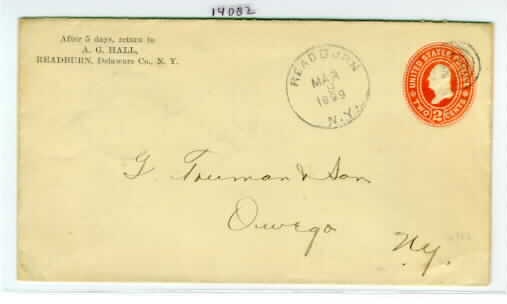 14082
After 5 days, return to
A. G. HALL,
READBURN, Delaware Co., N. Y.
READBURN
MAR
1899
N.Y.
UNITED STATES POSTAGE
TWO 2 CENTS
G. Truman & Son
Owego
Ny.